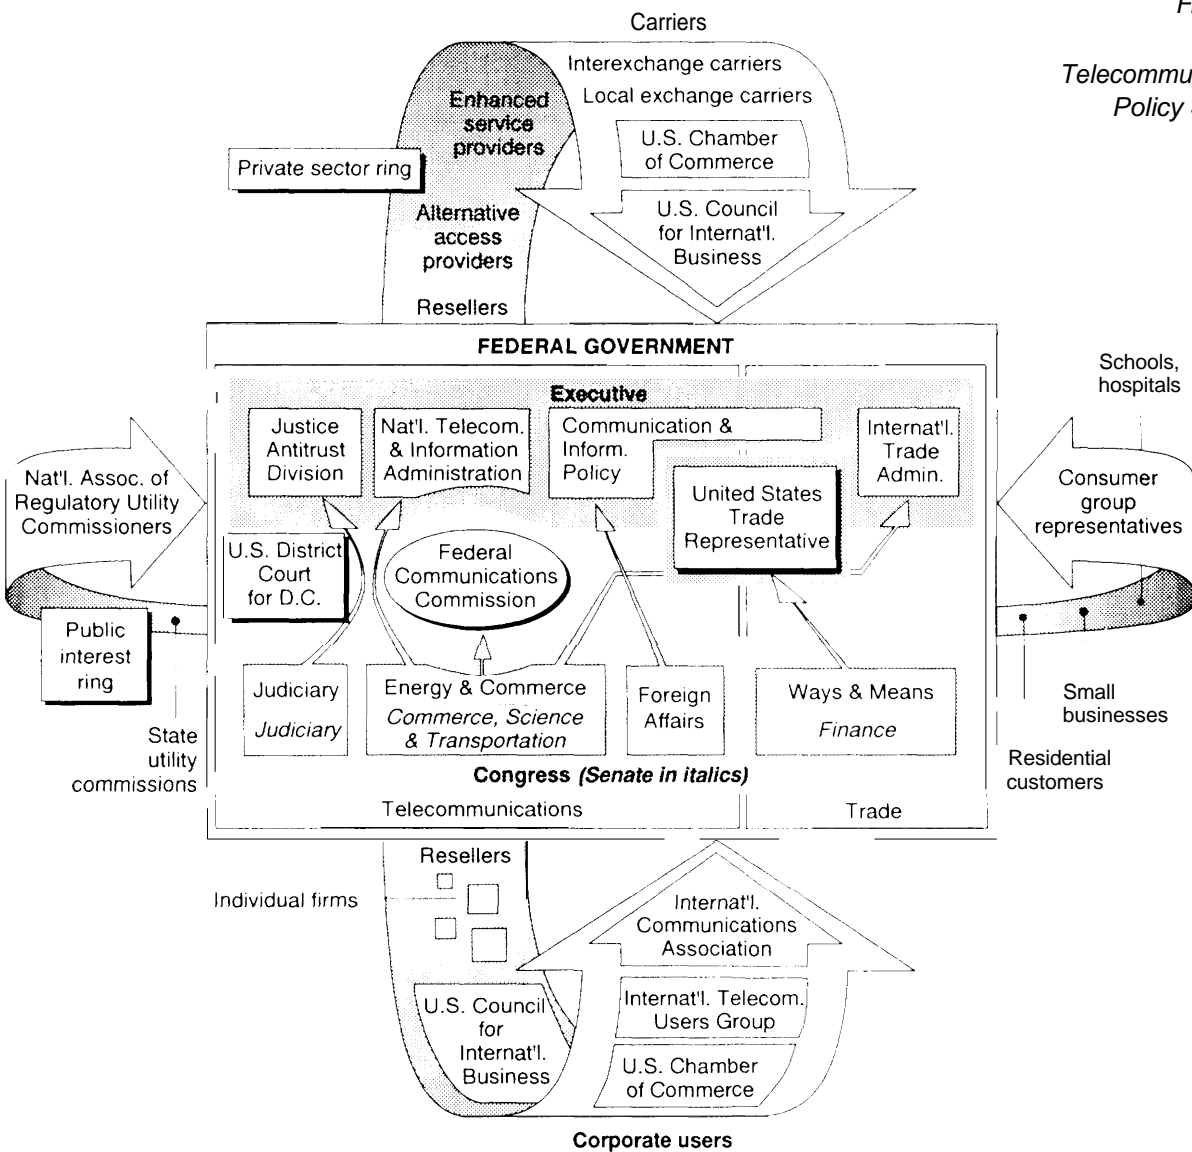 Carriers
Interexchange carriers
Local exchange carriers
Telecommu
Policy
Enhanced
service
providers
U.S. Chamber
of Commerce
Private sector ring
Alternative
access
providers
U.S. Council
for Internat'l.
Business
Resellers
FEDERAL GOVERNMENT
Executive
Schools,
hospitals
Justice
Antitrust
Division
Nat'l. Telecom.
& Information
Administration
Communication &
Inform.
Policy
Internat'l.
Trade
Admin.
Nat'l. Assoc. of
Regulatory Utility
Commissioners
United States
Trade
Representative
Consumer
group
representatives
U.S. District
Court
for D.C.
Federal
Communications
Commission
Public
interest
ring
Judiciary
Judiciary
Energy & Commerce
Commerce, Science
& Transportation
Foreign
Affairs
Ways & Means
Finance
Small
businesses
State
utility
commissions
Residential
customers
Congress (Senate in italics)
Telecommunications
Trade
Resellers
Individual firms
Internat'l.
Communications
Association
U.S. Council
for
Internat'l.
Business
Internat'l. Telecom.
Users Group
U.S. Chamber
of Commerce
Corporate users